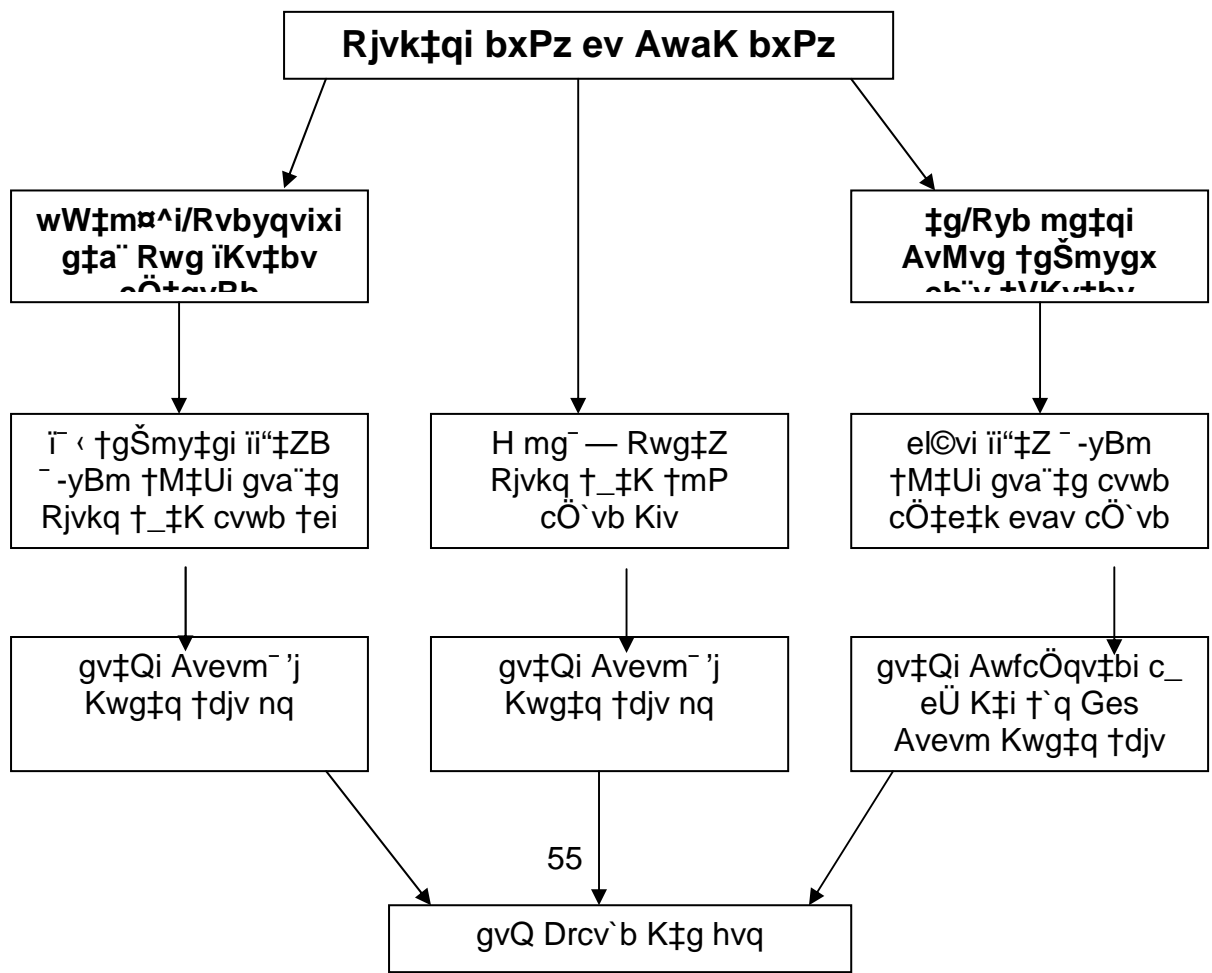 Rjvk‡qi bxPz ev AwaK bxPz
wW‡m¤^i/Rvbyqvixi
g‡a¨ Rwg ïKv‡bv
‡g/Ryb mg‡qi
AvMvg †gŠmygx
ï¯ ‹ †gŠmy‡gi ïi“‡ZB
¯ -yBm †M‡Ui gva¨‡g
Rjvkq †_‡K cvwb †ei
H mg¯ — Rwg‡Z
Rjvkq †_‡K †mP
cÖ`vb Kiv
el©vi ïi“‡Z ¯ -yBm
†M‡Ui gva¨‡g cvwb
cÖ‡e‡k evav cÖ`vb
gv‡Qi Avevm¯ ’j
Kwg‡q †djv nq
gv‡Qi Avevm¯ ’j
Kwg‡q †djv nq
gv‡Qi AwfcÖqv‡bi c_
eÜ K‡i †`q Ges
Avevm Kwg‡q †djv
55
gvQ Drcv`b K‡g hvq